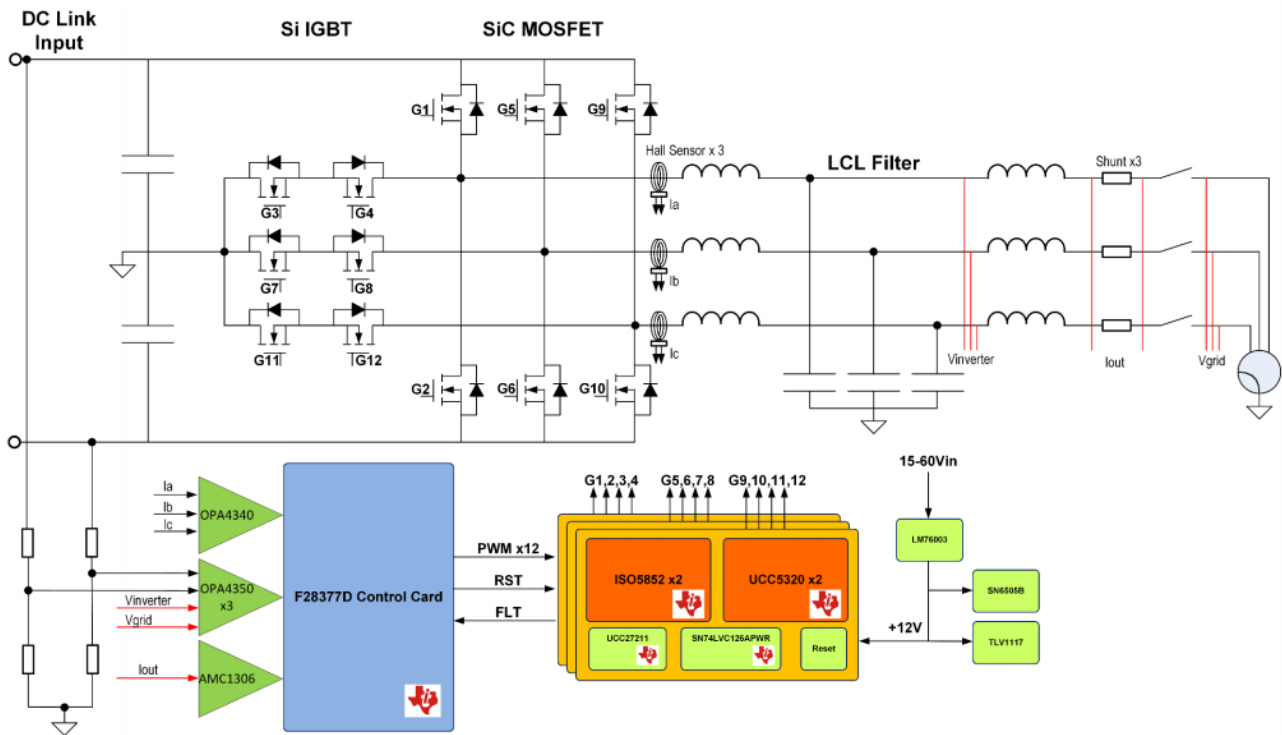 DC Link
Input
Si IGBT
SiC MOSFET
G1
G5
G9
Hall Sensor x 3
LCL Filter
Shunt x3
G3
G4
Ia
G7
G8
Ib
G11
G12
Ic
Vinverter
Iout
Vgrid
G2
G6
G10
Ia
Ib
Ic
OPA4340
OPA4350
x3
Vinverter
Vgrid
Iout
AMC1306
F28377D Control Card
PWM x12
RST
FLT
G1,2,3,4
G5,6,7,8
G9,10,11,12
ISO5852 x2
UCC5320 x2
UCC27211
SN74LVC126APWR
Reset
15-60Vin
LM76003
SN6505B
+12V
TLV1117